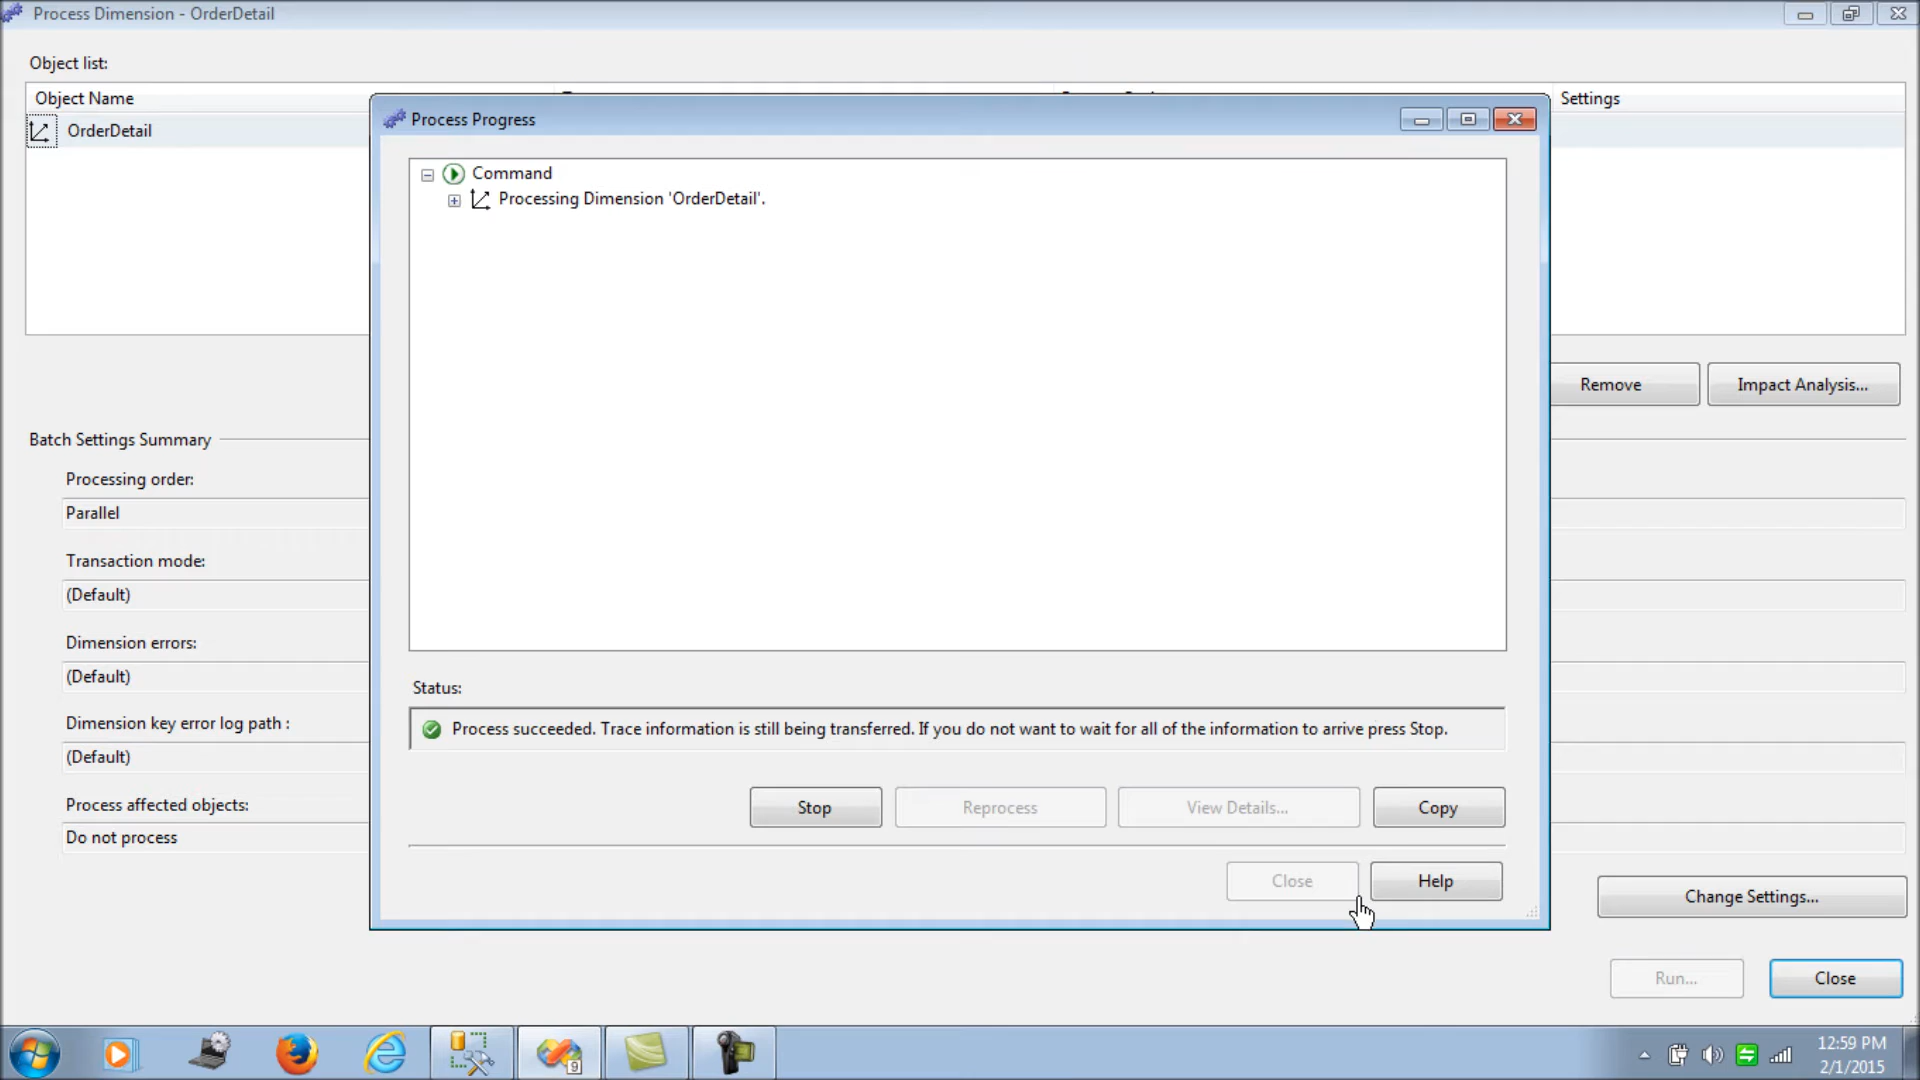 Process Dimension - OrderDetail
Object list:
Object Name
Settings
OrderDetail
Process Progress
Command
Processing Dimension 'OrderDetail'.
Remove
Impact Analysis...
Batch Settings Summary
Processing order:
Parallel
Transaction mode:
(Default)
Dimension errors:
(Default)
Dimension key error log path :
(Default)
Process affected objects:
Do not process
Status:
Process succeeded. Trace information is still being transferred. If you do not want to wait for all of the information to arrive press Stop.
Stop
Reprocess
View Details...
Copy
Close
Help
Change Settings...
Run...
Close
9
12:59 PM
2/1/2015